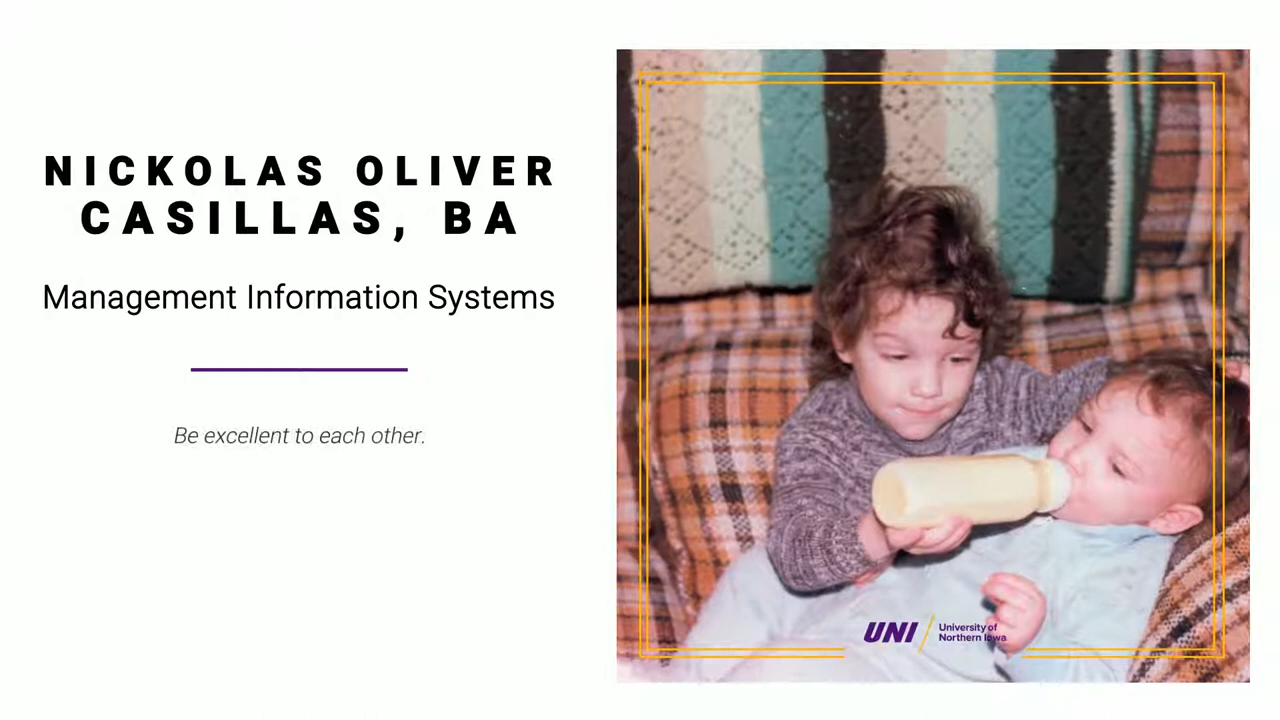 NICKOLAS OLIVER
CASILLAS, BA
Management Information Systems
Be excellent to each other.
UNI
University of
Northern Iowa